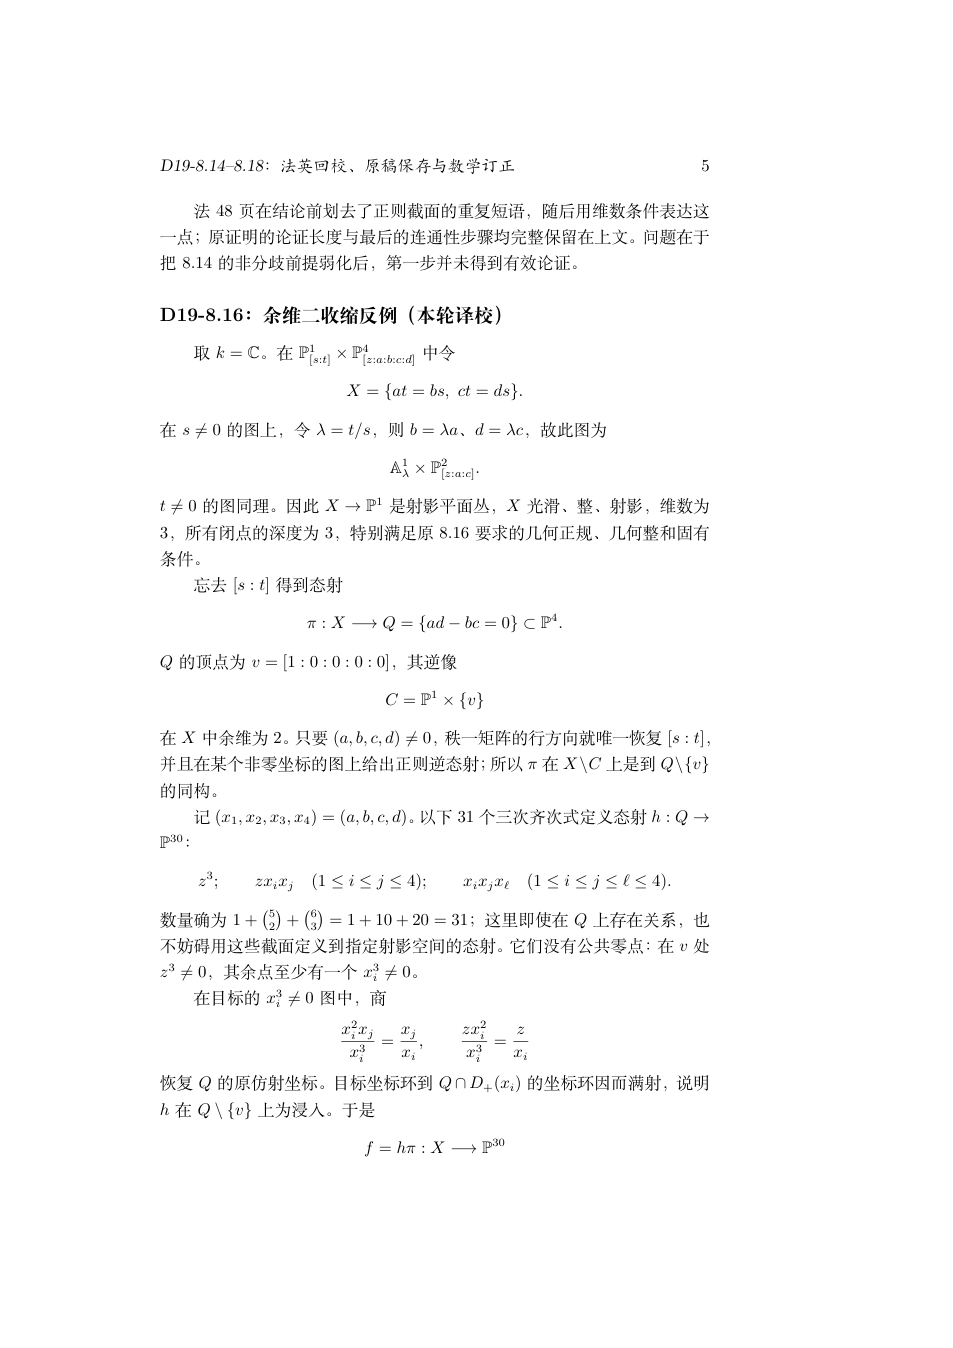 D19-8.14–8.18：法英回校、原稿保存与数学订正 5
法 48 页在结论前划去了正则截面的重复短语，随后用维数条件表达这
一点；原证明的论证长度与最后的连通性步骤均完整保留在上文。问题在于
把 8.14 的非分歧前提弱化后，第一步并未得到有效论证。
D19-8.16：余维二收缩反例（本轮译校）
取 k = ℂ。在 ℙ¹_{[s:t]} × ℙ⁴_{[z:a:b:c:d]} 中令
X = {at = bs, ct = ds}.
在 s ≠ 0 的图上，令 λ = t/s，则 b = λa、d = λc，故此图为
𝔸¹_λ × ℙ²_{[z:a:c]}.
t ≠ 0 的图同理。因此 X → ℙ¹ 是射影平面丛，X 光滑、整、射影，维数为
3，所有闭点的深度为 3，特别满足原 8.16 要求的几何正规、几何整和固有
条件。
忘去 [s : t] 得到态射
π : X ⟶ Q = {ad − bc = 0} ⊂ ℙ⁴.
Q 的顶点为 v = [1 : 0 : 0 : 0 : 0]，其逆像
C = ℙ¹ × {v}
在 X 中余维为 2。只要 (a, b, c, d) ≠ 0，秩一矩阵的行方向就唯一恢复 [s : t]，
并且在某个非零坐标的图上给出正则逆态射；所以 π 在 X∖C 上是到 Q∖{v}
的同构。
记 (x₁, x₂, x₃, x₄) = (a, b, c, d)。以下 31 个三次齐次式定义态射 h : Q →
ℙ³⁰：
z³; zx_ix_j (1 ≤ i ≤ j ≤ 4); x_ix_jx_ℓ (1 ≤ i ≤ j ≤ ℓ ≤ 4).
数量确为 1 + \binom{5}{2} + \binom{6}{3} = 1 + 10 + 20 = 31；这里即使在 Q 上存在关系，也
不妨碍用这些截面定义到指定射影空间的态射。它们没有公共零点：在 v 处
z³ ≠ 0，其余点至少有一个 x_i³ ≠ 0。
在目标的 x_i³ ≠ 0 图中，商
\frac{x_i²x_j}{x_i³} = \frac{x_j}{x_i}, \frac{zx_i²}{x_i³} = \frac{z}{x_i}
恢复 Q 的原仿射坐标。目标坐标环到 Q ∩ D₊(x_i) 的坐标环因而满射，说明
h 在 Q ∖ {v} 上为浸入。于是
f = hπ : X ⟶ ℙ³⁰